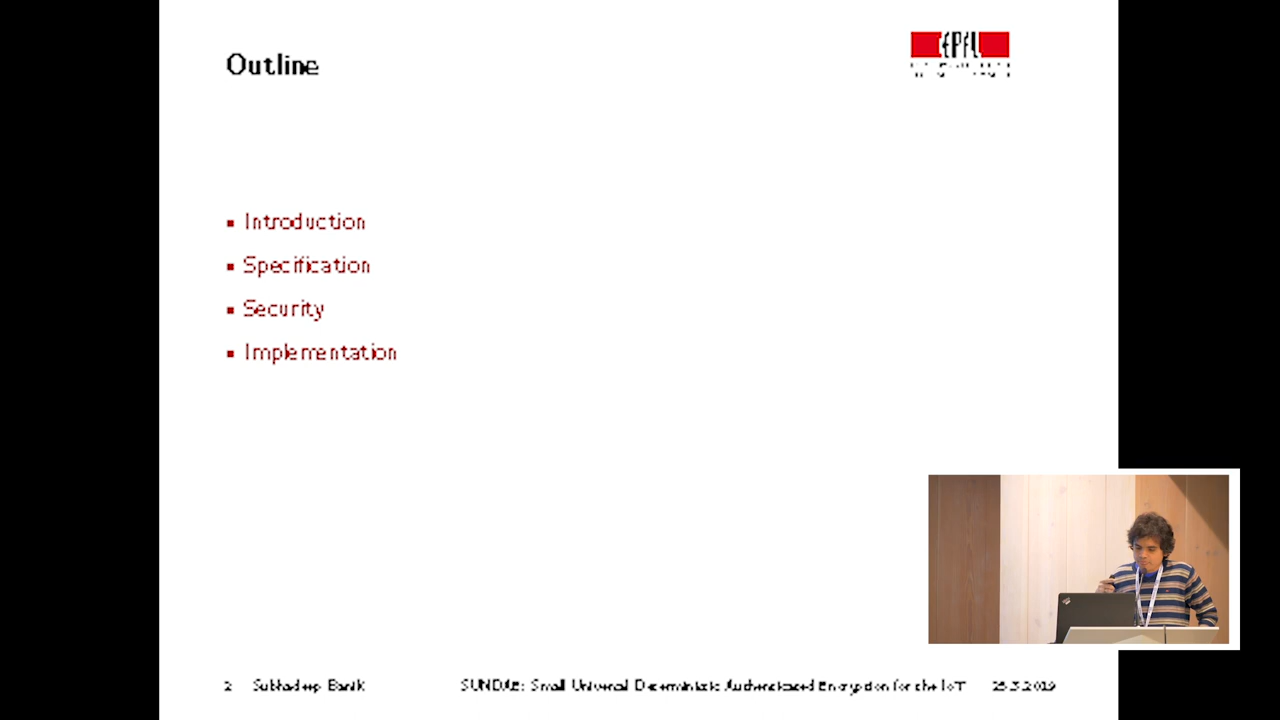 Outline
EPFL
Introduction
Specification
Security
Implementation
2 Subhadeep Banik SUNDAE: Small Universal Deterministic Authenticated Encryption for the IoT 25.3.2019